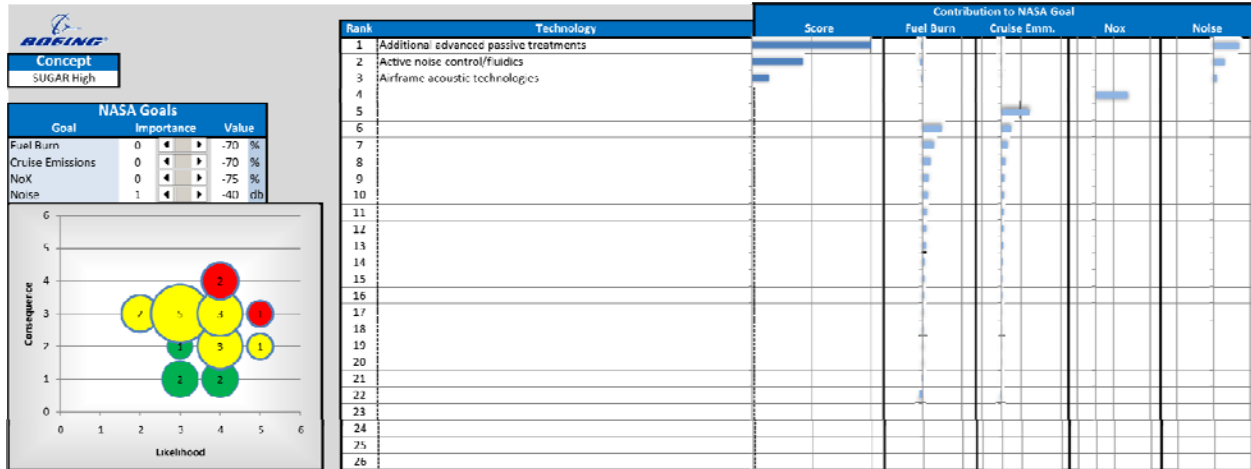 BOEING
Concept
SUGAR High
NASA Goals
Goal Importance Value
Fuel Burn 0 -70 %
Cruise Emissions 0 -70 %
NoX 0 -75 %
Noise 1 -40 db
6
5
4
3
2
1
0
Consequence
2
2 5 3 1
1 3 1
2 2
0 1 2 3 4 5 6
Likelihood
Contribution to NASA Goal
Rank Technology Score Fuel Burn Cruise Emm. Nox Noise
1 Additional advanced passive treatments
2 Active noise control/fluidics
3 Airframe acoustic technologies
4
5
6
7
8
9
10
11
12
13
14
15
16
17
18
19
20
21
22
23
24
25
26